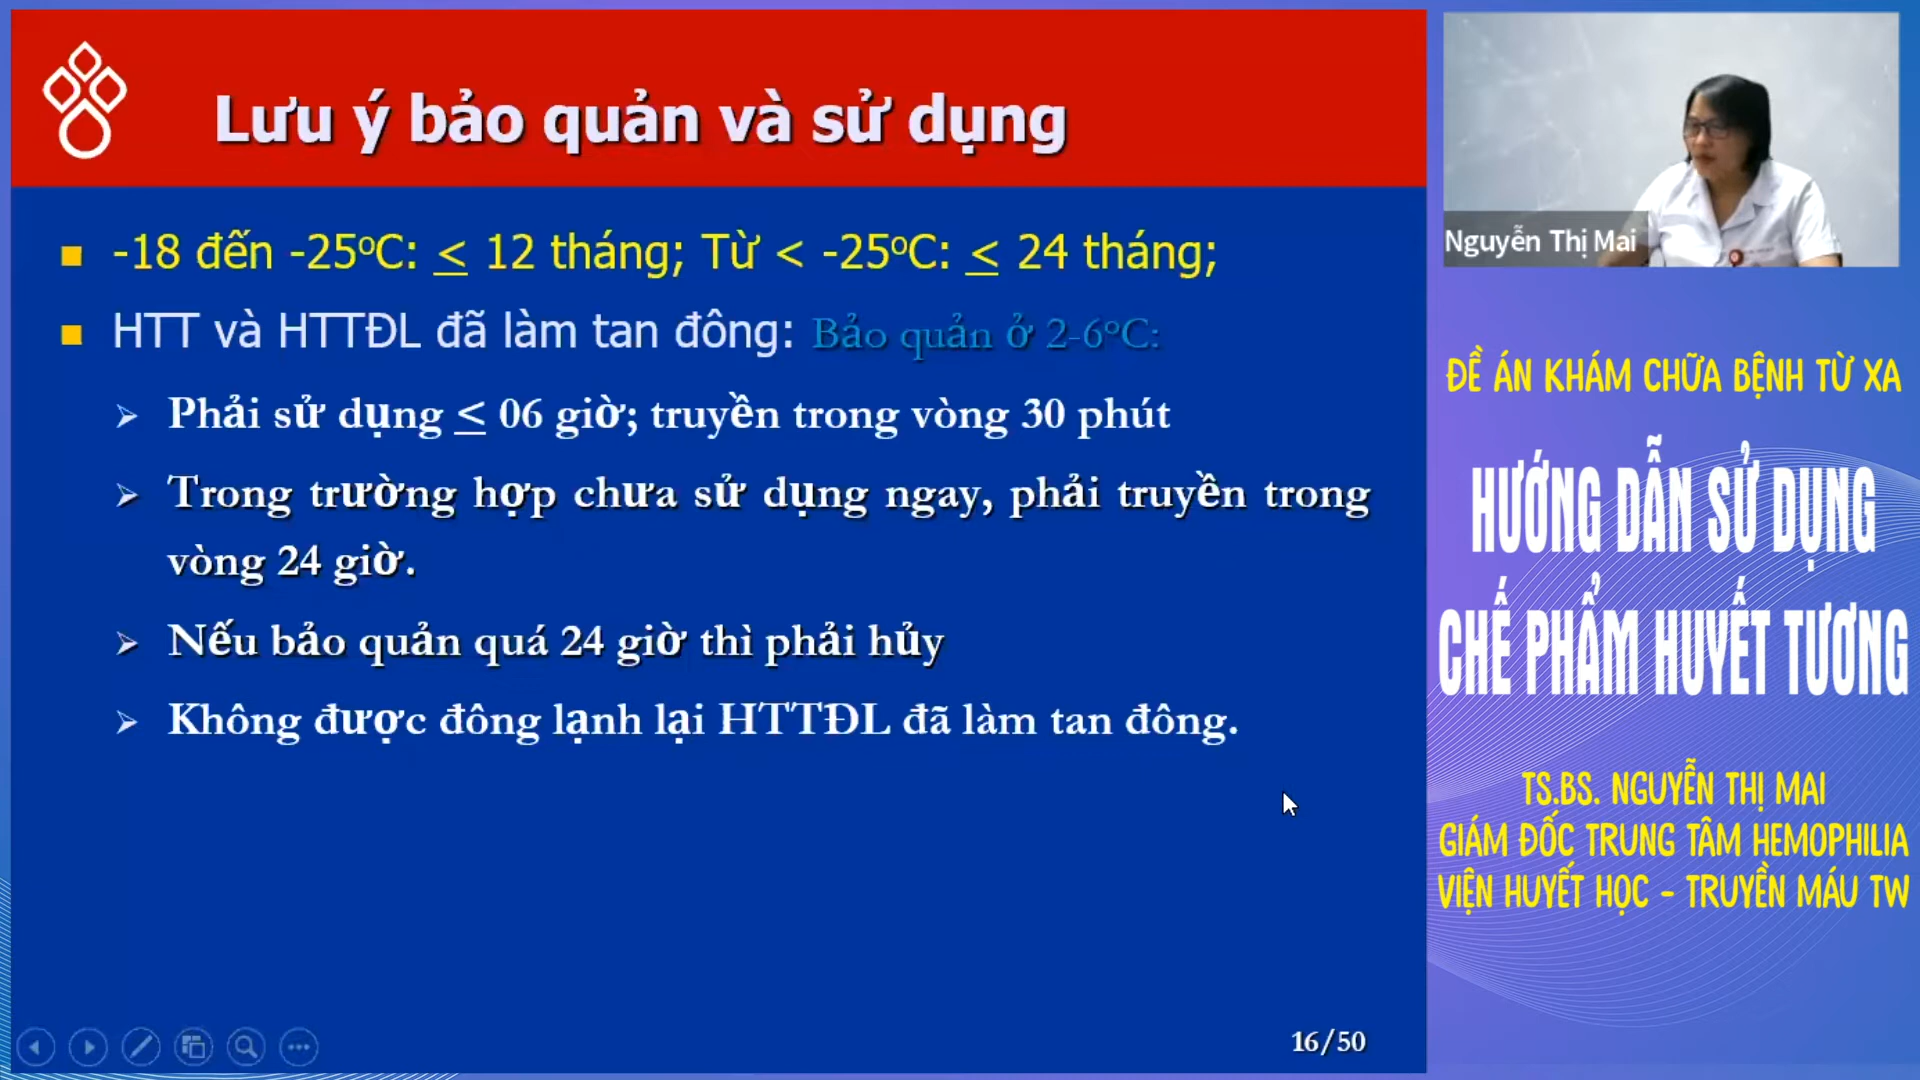 Lưu ý bảo quản và sử dụng
-18 đến -25ºC: < 12 tháng; Từ < -25ºC: < 24 tháng;
HTT và HTTĐL đã làm tan đông: Bảo quản ở 2-6ºC:
Phải sử dụng < 06 giờ; truyền trong vòng 30 phút
Trong trường hợp chưa sử dụng ngay, phải truyền trong
vòng 24 giờ.
Nếu bảo quản quá 24 giờ thì phải hủy
Không được đông lạnh lại HTTĐL đã làm tan đông.
16/50
Nguyễn Thị Mai
ĐỀ ÁN KHÁM CHỮA BỆNH TỪ XA
HƯỚNG DẪN SỬ DỤNG
CHẾ PHẨM HUYẾT TƯƠNG
TS.BS. NGUYỄN THỊ MAI
GIÁM ĐỐC TRUNG TÂM HEMOPHILIA
VIỆN HUYẾT HỌC - TRUYỀN MÁU TW